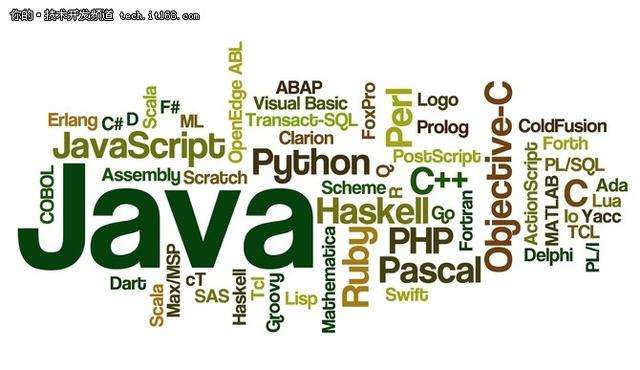 你的·技术开发频道 tech.it168.com
OpenEdge ABL
ABAP
Visual Basic
FoxPro
Perl
Logo
Objective-C
Scala
F#
Erlang
C#
D
ML
Transact-SQL
Prolog
ColdFusion
JavaScript
Clarion
PostScript
ActionScript
Forth
Python
Q
PL/SQL
COBOL
Assembly
Scratch
Scheme
R
C++
MATLAB
C
Ada
Lua
Java
Haskell
Go
Fortran
Io
Yacc
TCL
Mathematica
Ruby
PHP
Delphi
PL/I
Pascal
Dart
Scala
Max/MSP
cT
SAS
Haskell
Tcl
Groovy
Lisp
Swift